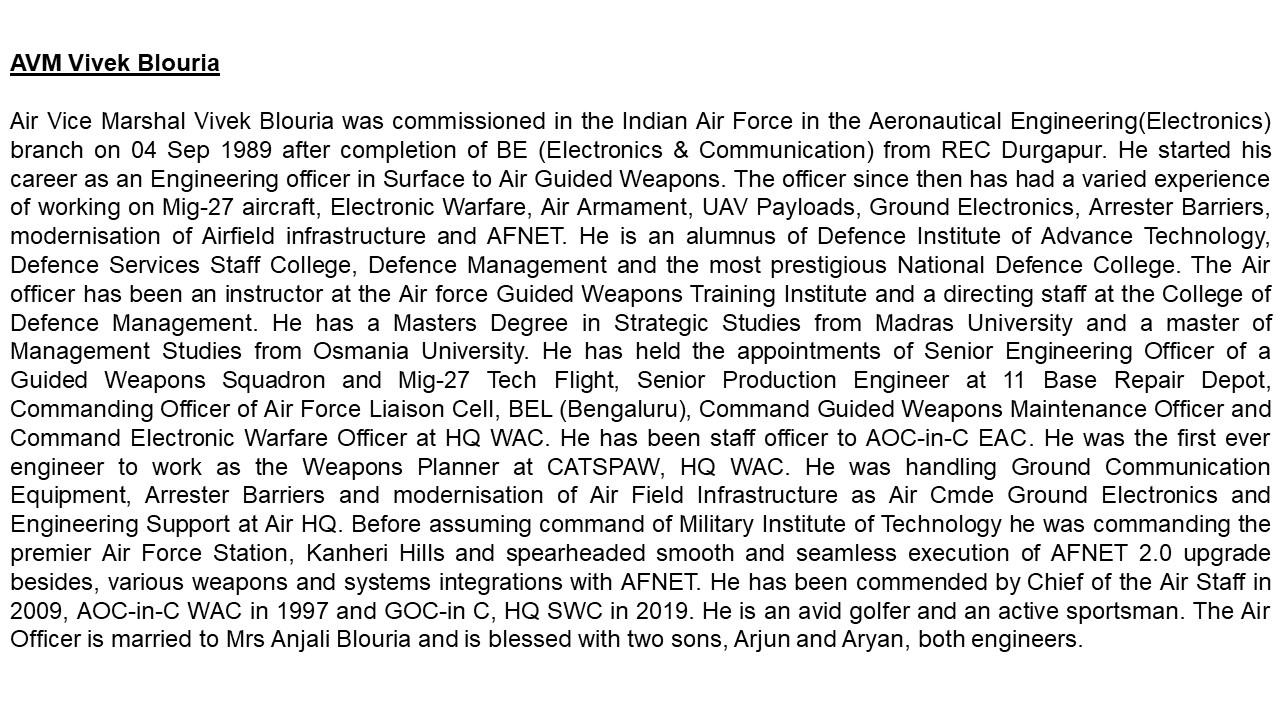 AVM Vivek Blouria
Air Vice Marshal Vivek Blouria was commissioned in the Indian Air Force in the Aeronautical Engineering(Electronics)
branch on 04 Sep 1989 after completion of BE (Electronics & Communication) from REC Durgapur. He started his
career as an Engineering officer in Surface to Air Guided Weapons. The officer since then has had a varied experience
of working on Mig-27 aircraft, Electronic Warfare, Air Armament, UAV Payloads, Ground Electronics, Arrester Barriers,
modernisation of Airfield infrastructure and AFNET. He is an alumnus of Defence Institute of Advance Technology,
Defence Services Staff College, Defence Management and the most prestigious National Defence College. The Air
officer has been an instructor at the Air force Guided Weapons Training Institute and a directing staff at the College of
Defence Management. He has a Masters Degree in Strategic Studies from Madras University and a master of
Management Studies from Osmania University. He has held the appointments of Senior Engineering Officer of a
Guided Weapons Squadron and Mig-27 Tech Flight, Senior Production Engineer at 11 Base Repair Depot,
Commanding Officer of Air Force Liaison Cell, BEL (Bengaluru), Command Guided Weapons Maintenance Officer and
Command Electronic Warfare Officer at HQ WAC. He has been staff officer to AOC-in-C EAC. He was the first ever
engineer to work as the Weapons Planner at CATSPAW, HQ WAC. He was handling Ground Communication
Equipment, Arrester Barriers and modernisation of Air Field Infrastructure as Air Cmde Ground Electronics and
Engineering Support at Air HQ. Before assuming command of Military Institute of Technology he was commanding the
premier Air Force Station, Kanheri Hills and spearheaded smooth and seamless execution of AFNET 2.0 upgrade
besides, various weapons and systems integrations with AFNET. He has been commended by Chief of the Air Staff in
2009, AOC-in-C WAC in 1997 and GOC-in C, HQ SWC in 2019. He is an avid golfer and an active sportsman. The Air
Officer is married to Mrs Anjali Blouria and is blessed with two sons, Arjun and Aryan, both engineers.